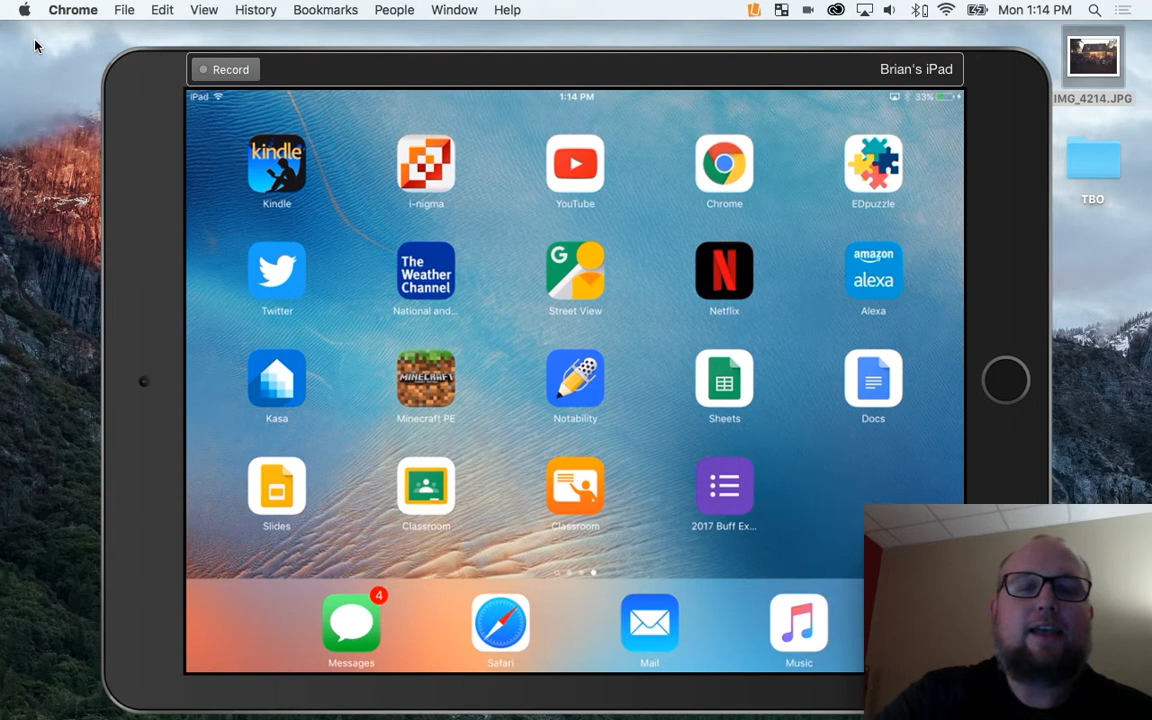 Chrome File Edit View History Bookmarks People Window Help Mon 1:14 PM
Record Brian's iPad
IMG_4214.JPG
iPad 1:14 PM 33%
kindle
Kindle i-nigma YouTube Chrome EDpuzzle
TBO
The Weather Channel
G
N
amazon alexa
Twitter National and... Street View Netflix Alexa
MINECRAFT
Kasa Minecraft PE Notability Sheets Docs
Slides Classroom Classroom 2017 Buff Ex...
4
Messages Safari Mail Music